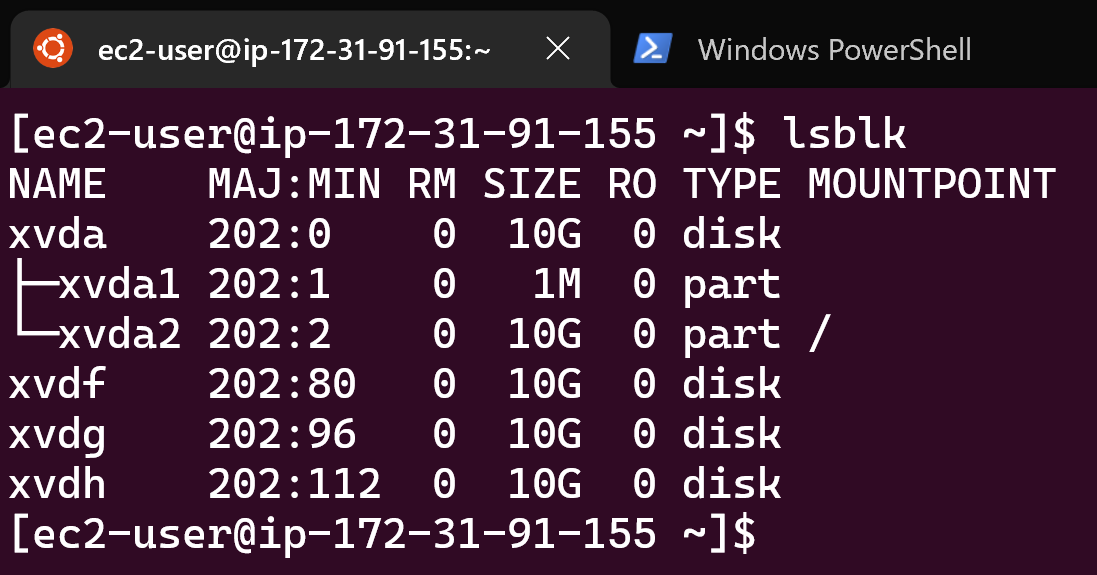 ec2-user@ip-172-31-91-155:~ Windows PowerShell
[ec2-user@ip-172-31-91-155 ~]$ lsblk
NAME    MAJ:MIN RM SIZE RO TYPE MOUNTPOINT
xvda    202:0    0  10G  0 disk
├─xvda1 202:1    0   1M  0 part
└─xvda2 202:2    0  10G  0 part /
xvdf    202:80   0  10G  0 disk
xvdg    202:96   0  10G  0 disk
xvdh    202:112  0  10G  0 disk
[ec2-user@ip-172-31-91-155 ~]$